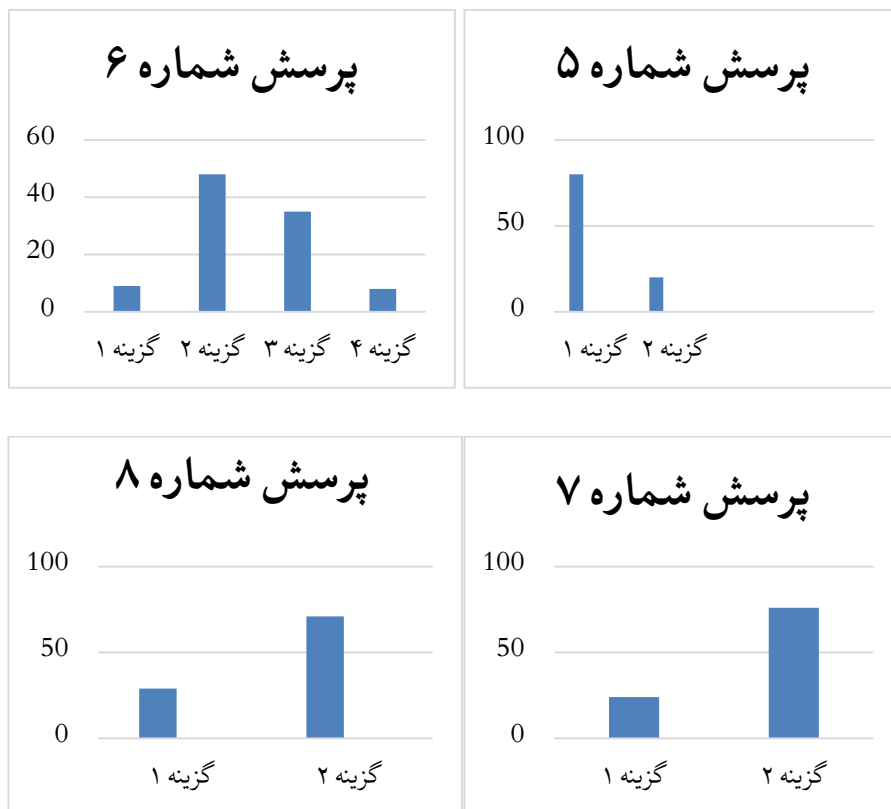 پرسش شماره ۵
100
50
0
گزینه ۱ گزینه ۲
پرسش شماره ۶
60
40
20
0
گزینه ۱ گزینه ۲ گزینه ۳ گزینه ۴
پرسش شماره ۷
100
50
0
گزینه ۱ گزینه ۲
پرسش شماره ۸
100
50
0
گزینه ۱ گزینه ۲